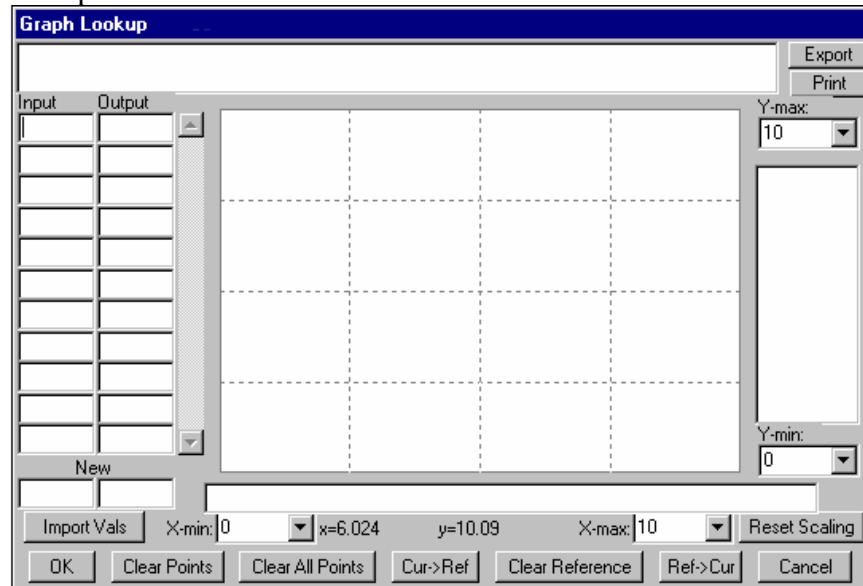 Graph Lookup
Export
Print
Input Output
Y-max:
10
Y-min:
0
New
Import Vals X-min: 0 x=6.024 y=10.09 X-max: 10 Reset Scaling
OK Clear Points Clear All Points Cur->Ref Clear Reference Ref->Cur Cancel